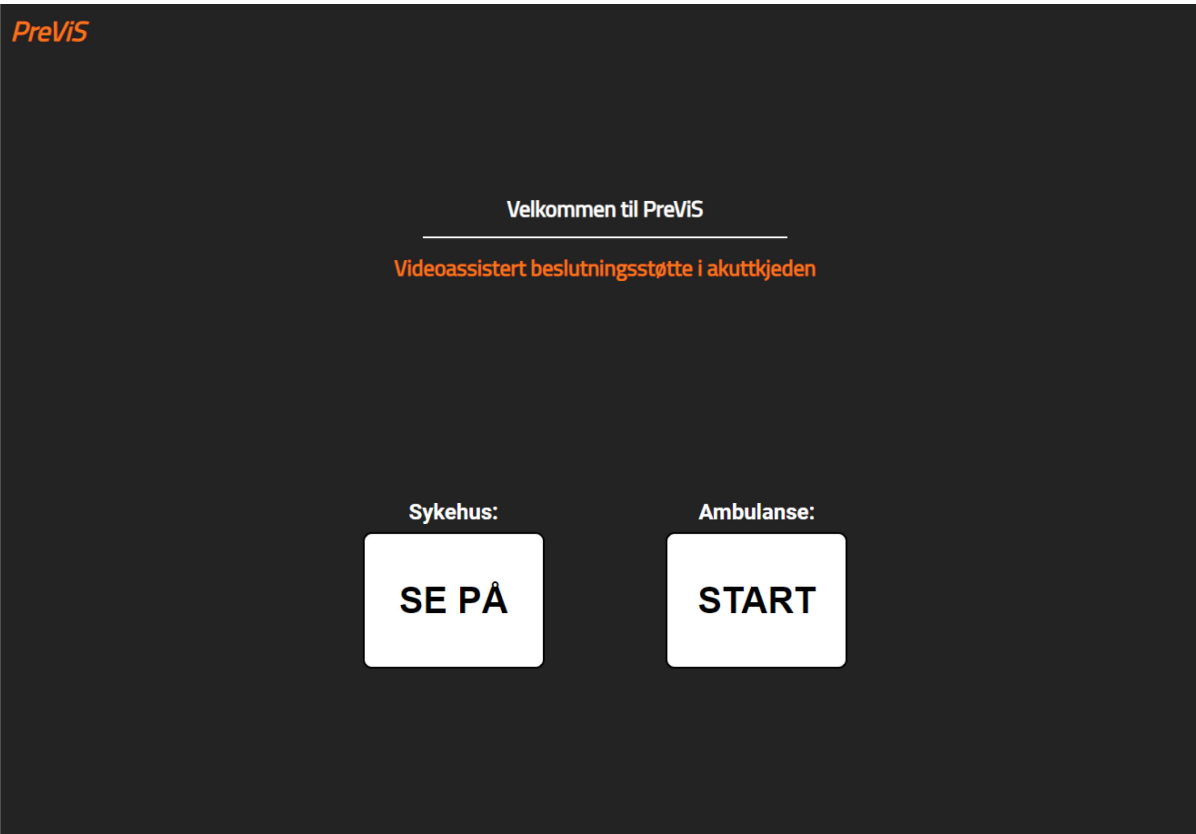 PreViS
Velkommen til PreViS
Videoassistert beslutningsstøtte i akuttkjeden
Sykehus:
Ambulanse:
SE PÅ
START